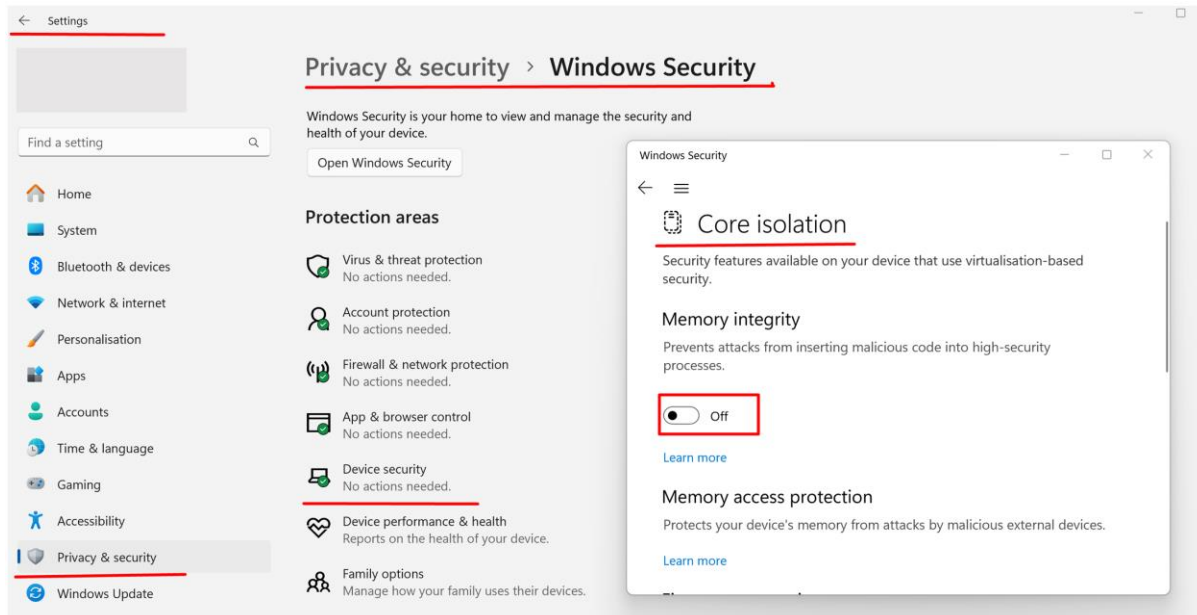 Settings
Find a setting
Home
System
Bluetooth & devices
Network & internet
Personalisation
Apps
Accounts
Time & language
Gaming
Accessibility
Privacy & security
Windows Update
Privacy & security > Windows Security
Windows Security is your home to view and manage the security and
health of your device.
Open Windows Security
Protection areas
Virus & threat protection
No actions needed.
Account protection
No actions needed.
Firewall & network protection
No actions needed.
App & browser control
No actions needed.
Device security
No actions needed.
Device performance & health
Reports on the health of your device.
Family options
Manage how your family uses their devices.
Windows Security
Core isolation
Security features available on your device that use virtualisation-based
security.
Memory integrity
Prevents attacks from inserting malicious code into high-security
processes.
Off
Learn more
Memory access protection
Protects your device's memory from attacks by malicious external devices.
Learn more